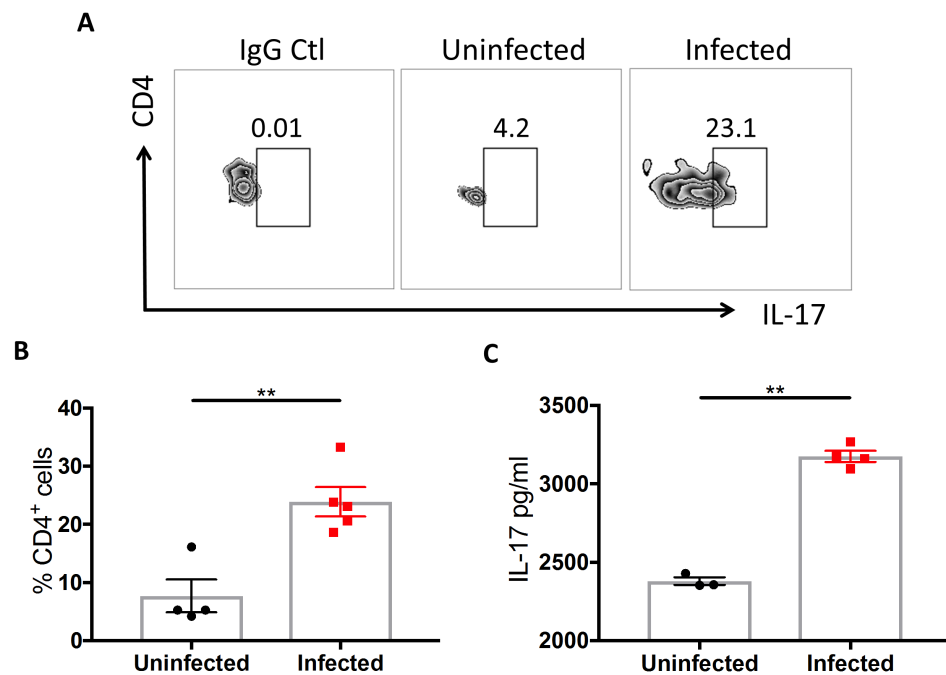 A
IgG Ctl Uninfected Infected
CD4
0.01 4.2 23.1
IL-17
B
**
40
30
20
10
0
% CD4+ cells
Uninfected Infected
C
**
3500
3000
2500
2000
IL-17 pg/ml
Uninfected Infected